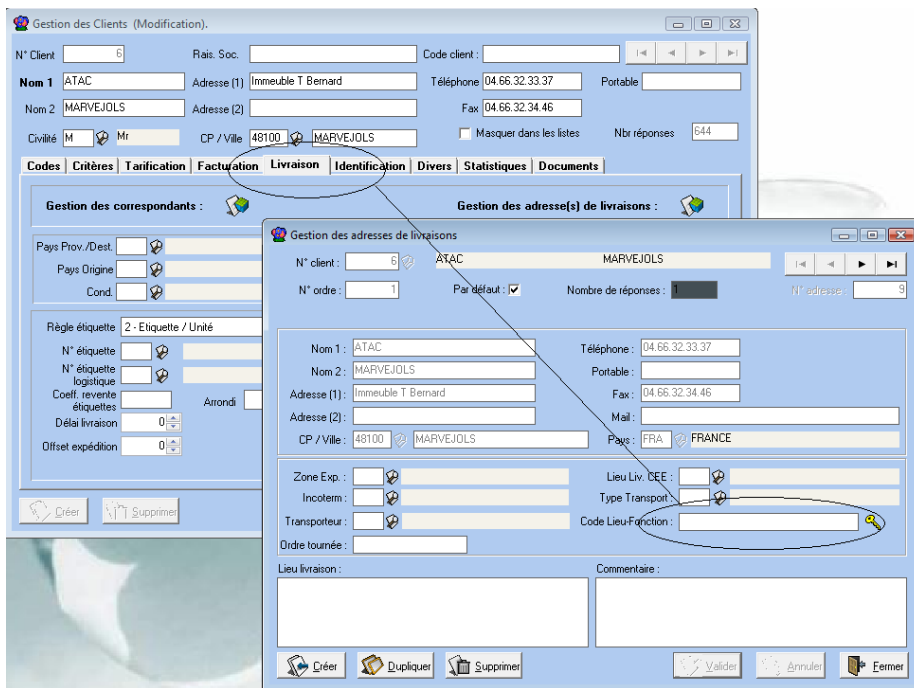 Gestion des Clients (Modification).
N° Client 6 Rais. Soc. Code client :
Nom 1 ATAC Adresse (1) Immeuble T Bernard Téléphone 04.66.32.33.37 Portable
Nom 2 MARVEJOLS Adresse (2) Fax 04.66.32.34.46
Civilité M Mr CP / Ville 48100 MARVEJOLS Masquer dans les listes Nbr réponses 644
Codes Critères Tarification Facturation Livraison Identification Divers Statistiques Documents
Gestion des correspondants : Gestion des adresse(s) de livraisons :
Pays Prov./Dest.
Pays Origine
Cond.
Règle étiquette 2 - Etiquette / Unité
N° étiquette
N° étiquette
logistique
Coeff. revente
étiquettes Arrondi
Délai livraison 0
Offset expédition 0
Créer Supprimer
Gestion des adresses de livraisons
N° client : 6 ATAC MARVEJOLS
N° ordre : 1 Par défaut : Nombre de réponses : 1 N° adresse : 9
Nom 1 : ATAC Téléphone : 04.66.32.33.37
Nom 2 : MARVEJOLS Portable :
Adresse (1) : Immeuble T Bernard Fax : 04.66.32.34.46
Adresse (2) : Mail :
CP / Ville : 48100 MARVEJOLS Pays : FRA FRANCE
Zone Exp. : Lieu Liv. CEE :
Incoterm : Type Transport :
Transporteur : Code Lieu-Fonction :
Ordre tournée :
Lieu livraison : Commentaire :
Créer Dupliquer Supprimer Valider Annuler Fermer